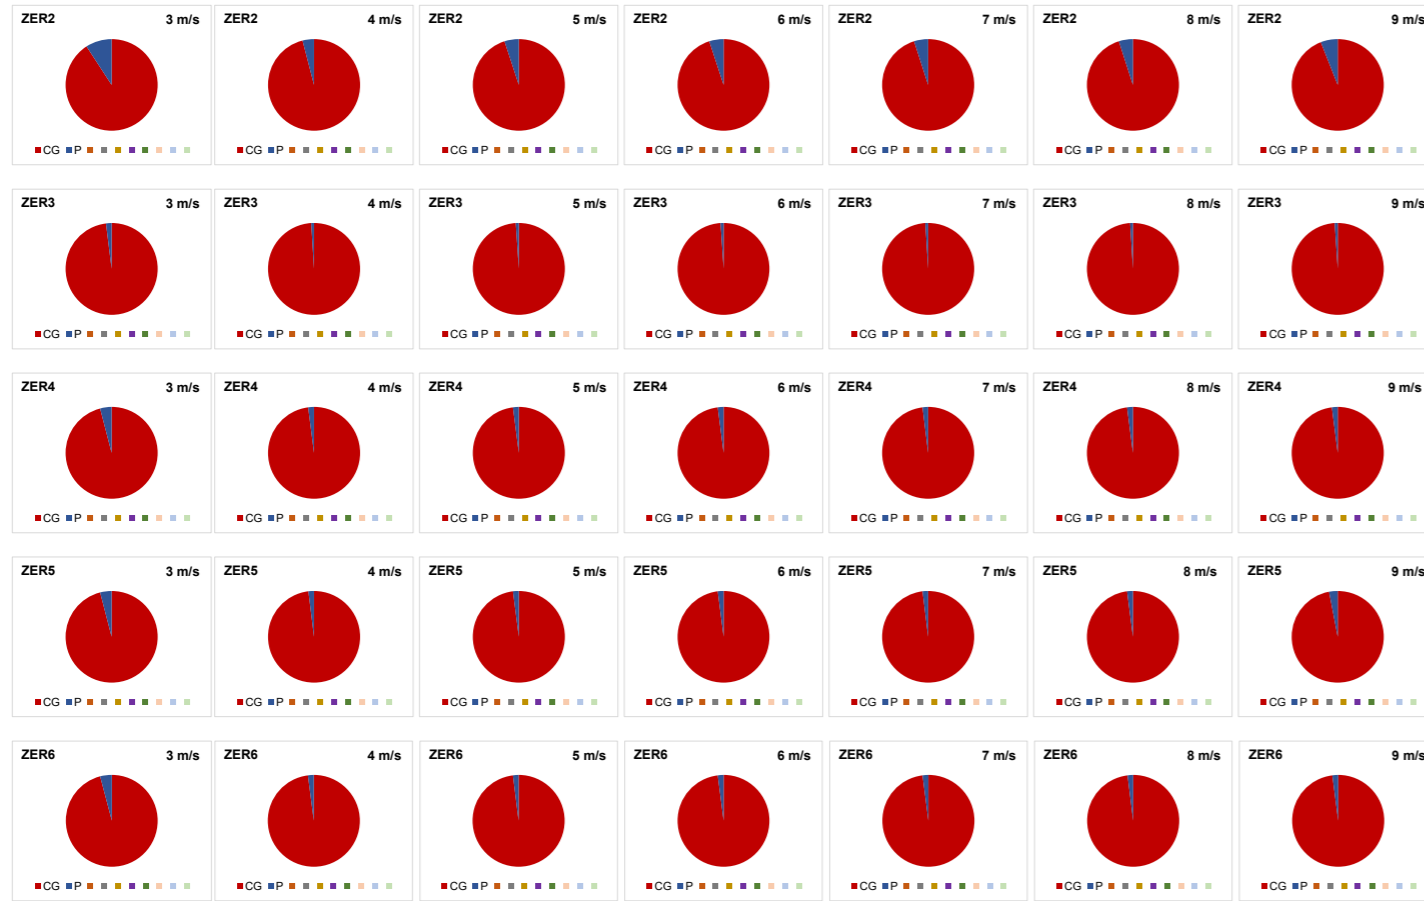 ZER2 3 m/s ZER2 4 m/s ZER2 5 m/s ZER2 6 m/s ZER2 7 m/s ZER2 8 m/s ZER2 9 m/s
CG P CG P CG P CG P CG P CG P CG P
ZER3 3 m/s ZER3 4 m/s ZER3 5 m/s ZER3 6 m/s ZER3 7 m/s ZER3 8 m/s ZER3 9 m/s
CG P CG P CG P CG P CG P CG P CG P
ZER4 3 m/s ZER4 4 m/s ZER4 5 m/s ZER4 6 m/s ZER4 7 m/s ZER4 8 m/s ZER4 9 m/s
CG P CG P CG P CG P CG P CG P CG P
ZER5 3 m/s ZER5 4 m/s ZER5 5 m/s ZER5 6 m/s ZER5 7 m/s ZER5 8 m/s ZER5 9 m/s
CG P CG P CG P CG P CG P CG P CG P
ZER6 3 m/s ZER6 4 m/s ZER6 5 m/s ZER6 6 m/s ZER6 7 m/s ZER6 8 m/s ZER6 9 m/s
CG P CG P CG P CG P CG P CG P CG P